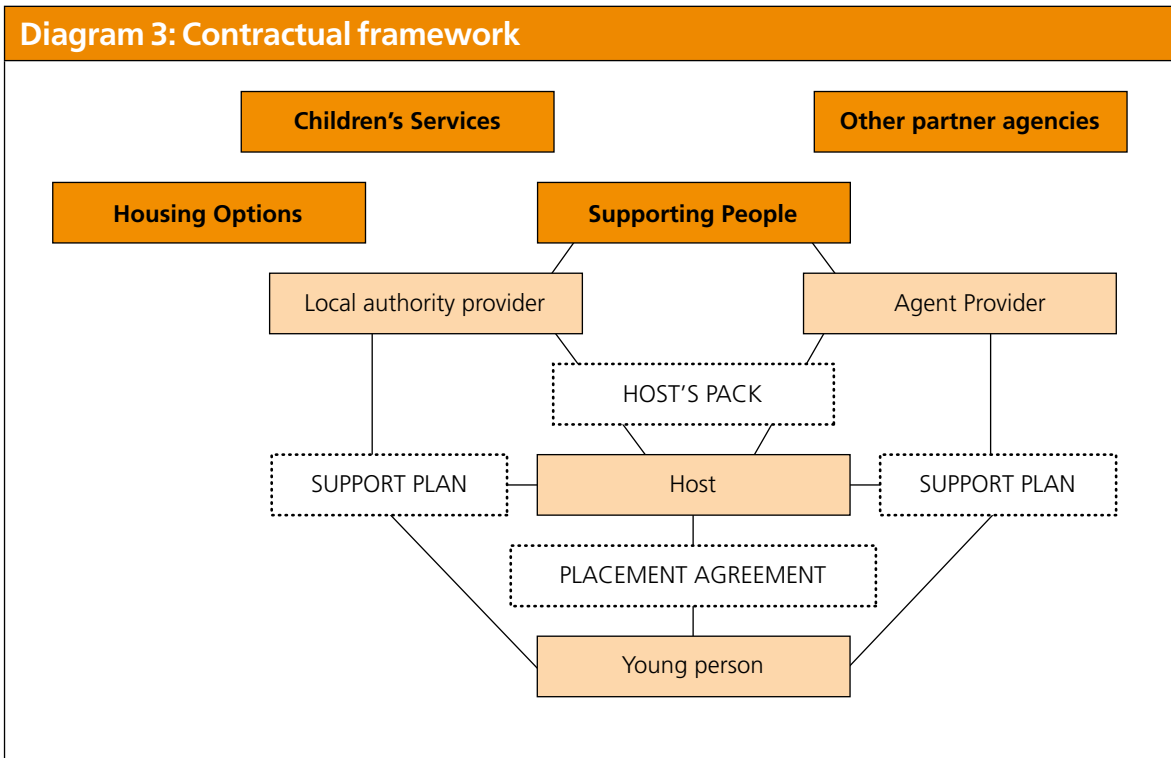 Diagram 3: Contractual framework
Children's Services
Other partner agencies
Housing Options
Supporting People
Local authority provider
Agent Provider
HOST'S PACK
SUPPORT PLAN
Host
SUPPORT PLAN
PLACEMENT AGREEMENT
Young person